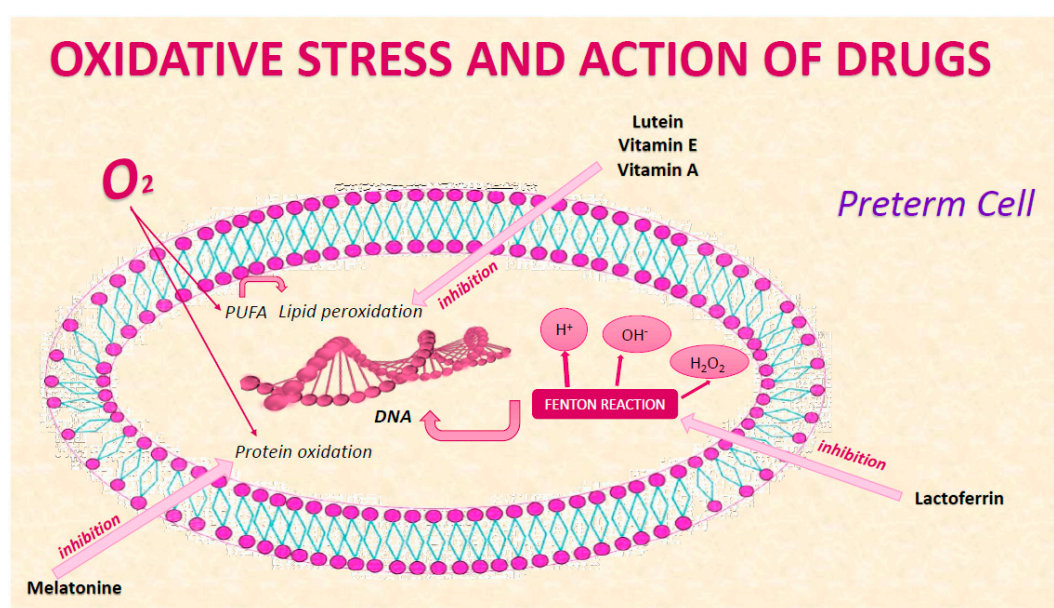 OXIDATIVE STRESS AND ACTION OF DRUGS
Lutein
Vitamin E
Vitamin A
O₂
Preterm Cell
inhibition
PUFA
Lipid peroxidation
H⁺
OH⁻
H₂O₂
FENTON REACTION
DNA
Protein oxidation
inhibition
Lactoferrin
inhibition
Melatonine